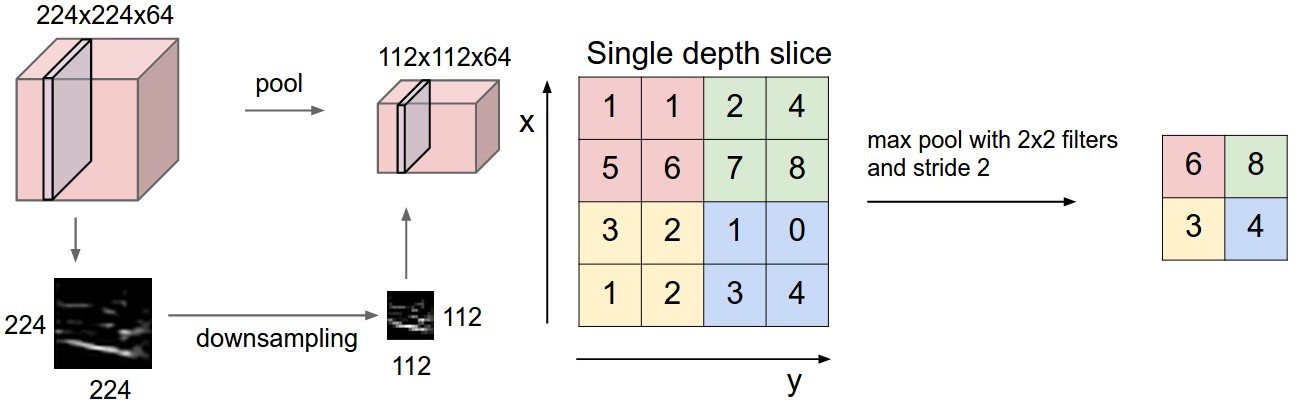 224x224x64
pool
112x112x64
224
224
downsampling
112
112
Single depth slice
x
1 1 2 4
5 6 7 8
3 2 1 0
1 2 3 4
y
max pool with 2x2 filters
and stride 2
6 8
3 4